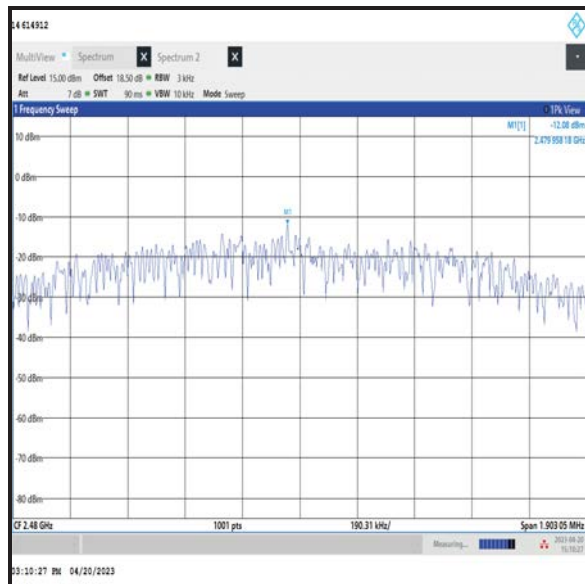 14 614912
MultiView Spectrum X Spectrum 2 X
Ref Level 15.00 dBm Offset 18.50 dB RBW 3 kHz
Att 7 dB SWT 90 ms VBW 10 kHz Mode Sweep
1 Frequency Sweep 1Pk View
M1[1] -12.08 dBm
2.479 958 18 GHz
10 dBm
0 dBm
M1
-10 dBm
-20 dBm
-30 dBm
-40 dBm
-50 dBm
-60 dBm
-70 dBm
-80 dBm
CF 2.48 GHz 1001 pts 190.31 kHz/ Span 1.903 05 MHz
Measuring...
15:10:27
03:10:27 PM 04/20/2023